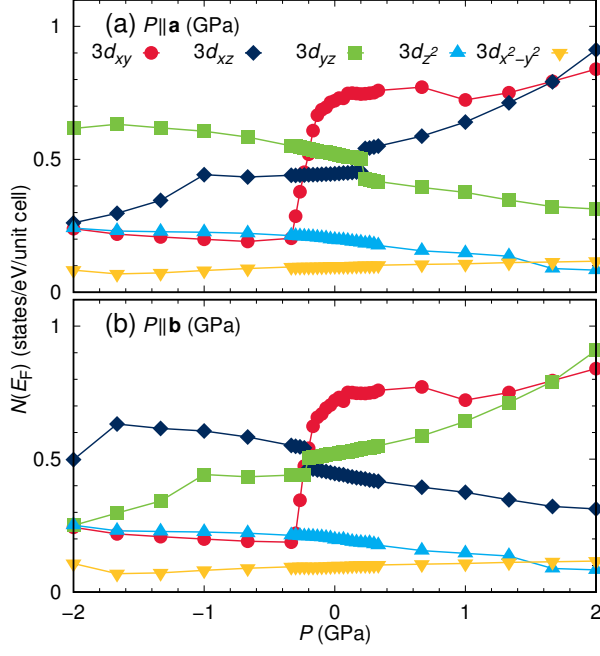 (a) P||a (GPa)
3dxy 3dxz 3dyz 3dz² 3dx²−y²
1
0.5
0
(b) P||b (GPa)
1
0.5
0
N(EF) (states/eV/unit cell)
−2 −1 0 1 2
P (GPa)